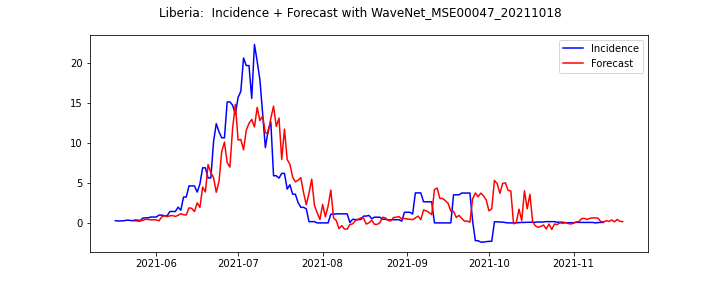 Liberia:  Incidence + Forecast with WaveNet_MSE00047_20211018
Incidence
Forecast
20
15
10
5
0
2021-06 2021-07 2021-08 2021-09 2021-10 2021-11